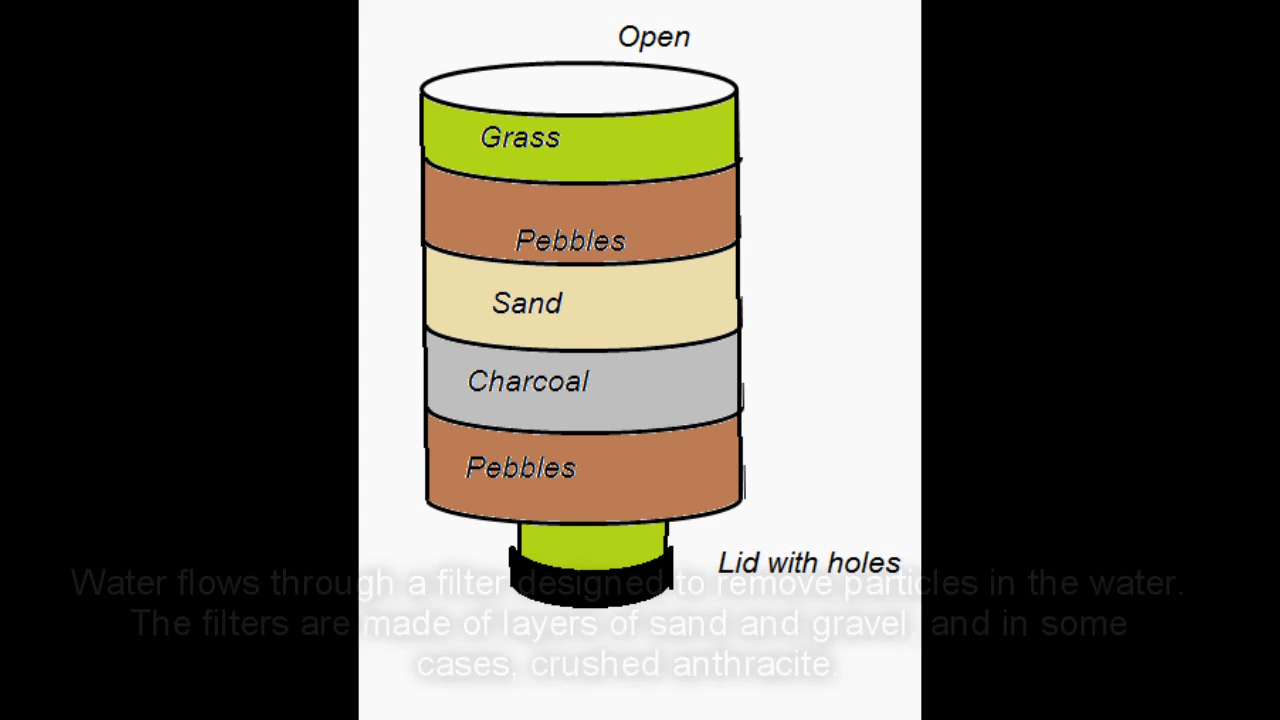 Open
Grass
Pebbles
Sand
Charcoal
Pebbles
Lid with holes
Water flows through a filter designed to remove particles in the water.
The filters are made of layers of sand and gravel, and in some
cases, crushed anthracite.